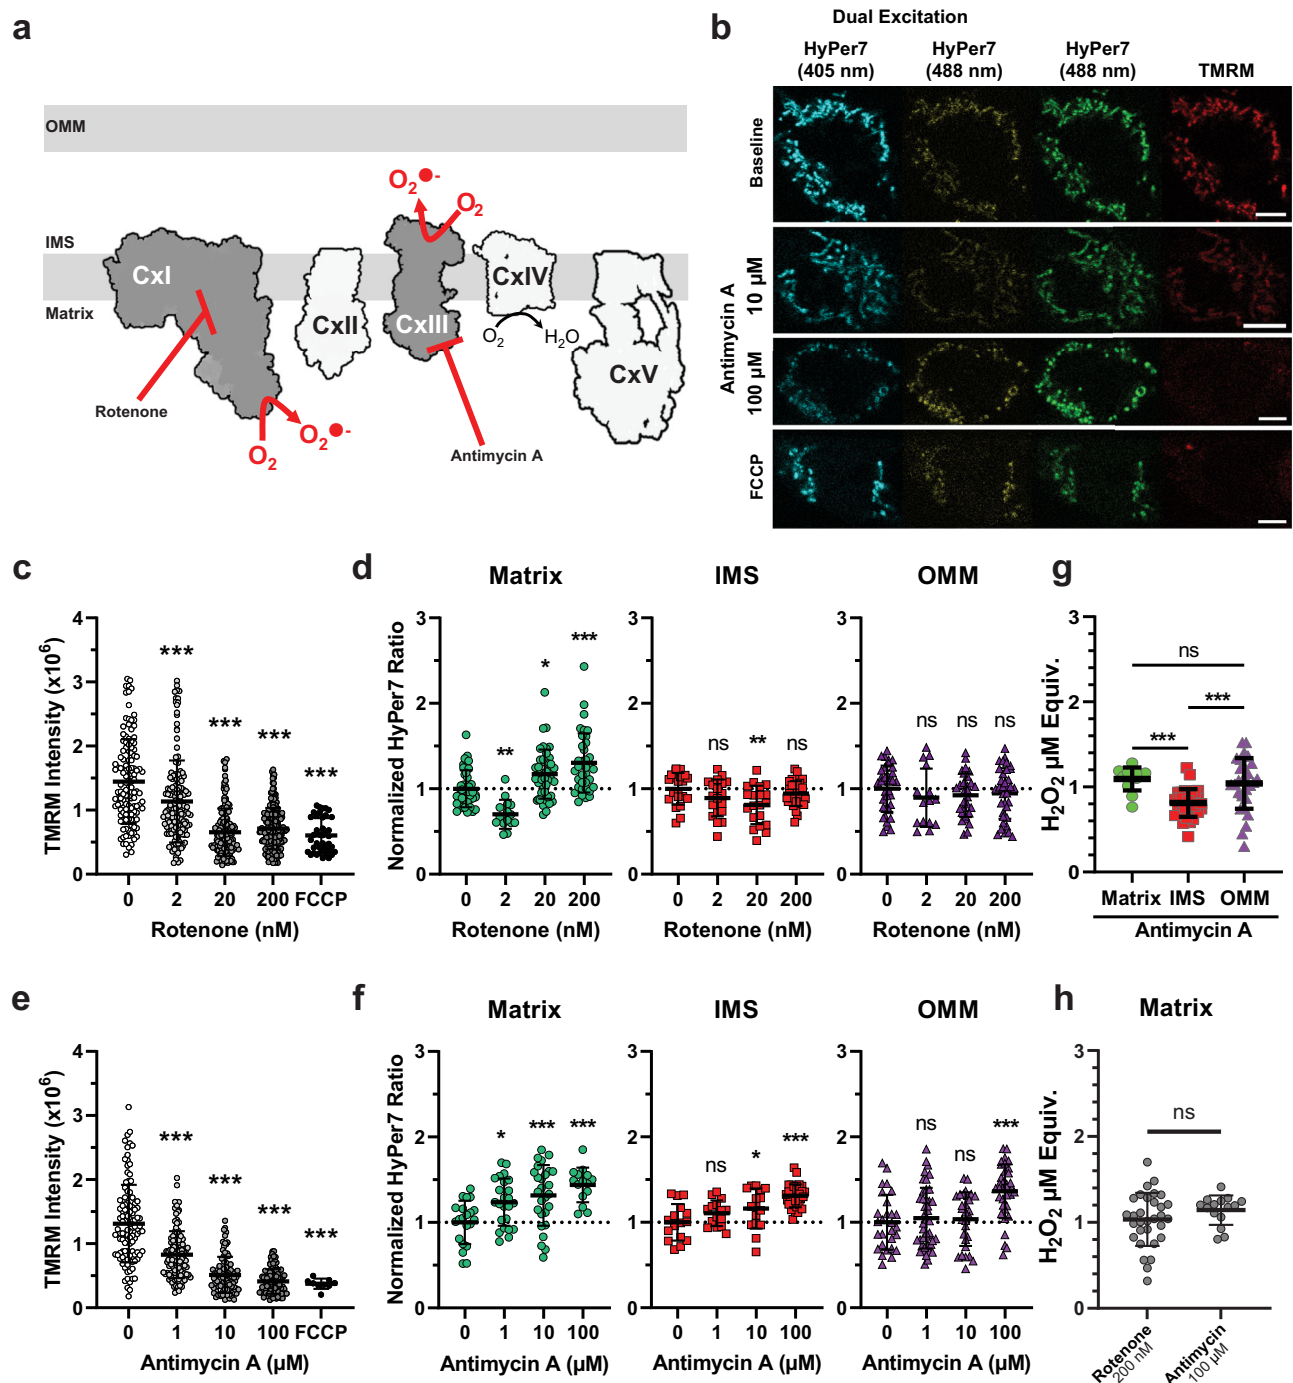 a
OMM
IMS
Matrix
CxI
CxII
CxIII
CxIV
CxV
O2●-
O2
O2
H2O
Rotenone
O2
O2●-
Antimycin A
b
Dual Excitation
HyPer7
(405 nm)
HyPer7
(488 nm)
HyPer7
(488 nm)
TMRM
Baseline
Antimycin A
10 µM
100 µM
FCCP
c
TMRM Intensity (x10^6)
4
3
2
1
0
***
***
***
***
0 2 20 200 FCCP
Rotenone (nM)
d
Matrix
IMS
OMM
Normalized HyPer7 Ratio
3
2
1
0
**
*
***
0 2 20 200
Rotenone (nM)
3
2
1
0
ns
**
ns
0 2 20 200
Rotenone (nM)
3
2
1
0
ns
ns
ns
0 2 20 200
Rotenone (nM)
g
H2O2 µM Equiv.
3
2
1
0
ns
***
***
Matrix IMS OMM
Antimycin A
e
TMRM Intensity (x10^6)
4
3
2
1
0
***
***
***
***
0 1 10 100 FCCP
Antimycin A (µM)
f
Matrix
IMS
OMM
Normalized HyPer7 Ratio
3
2
1
0
*
***
***
0 1 10 100
Antimycin A (µM)
3
2
1
0
ns
*
***
0 1 10 100
Antimycin A (µM)
3
2
1
0
ns
ns
***
0 1 10 100
Antimycin A (µM)
h
Matrix
H2O2 µM Equiv.
3
2
1
0
ns
Rotenone
200 nM
Antimycin
100 µM